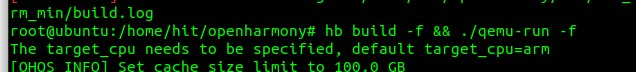 rm_min/build.log
root@ubuntu:/home/hit/openharmony# hb build -f && ./qemu-run -f
The target_cpu needs to be specified, default target_cpu=arm
[OHOS INFO] Set cache size limit to 100.0 GB